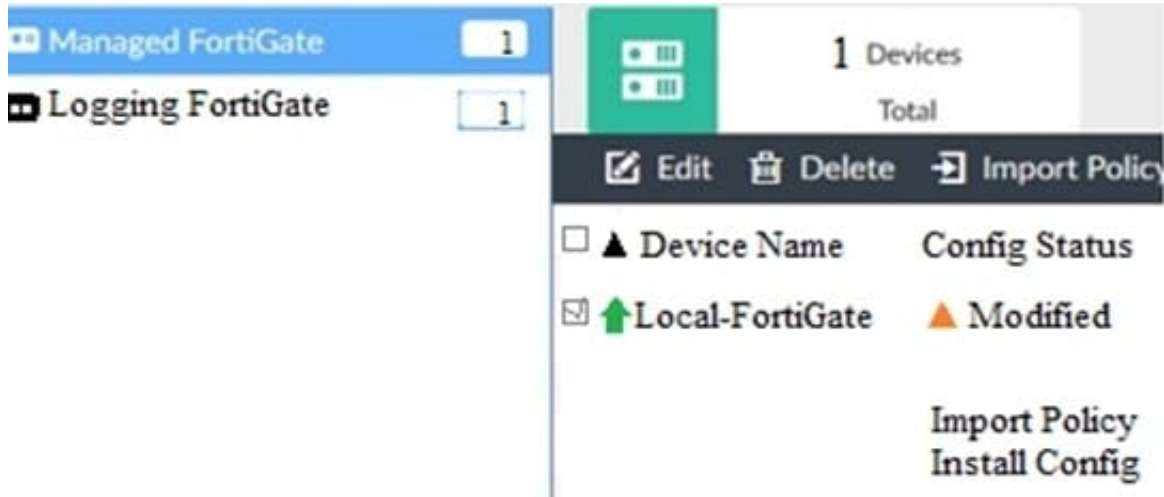 Managed FortiGate 1
Logging FortiGate 1
1 Devices
Total
Edit Delete Import Policy
Device Name Config Status
Local-FortiGate Modified
Import Policy
Install Config